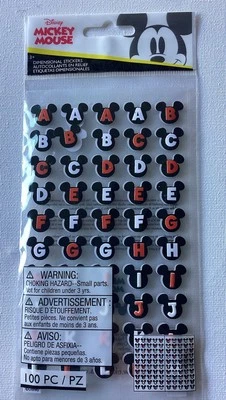 Disney
MICKEY
MOUSE
3+
DIMENSIONAL STICKERS
AUTOCOLLANTS EN RELIEF
ETIQUETAS DIMENSIONALES
A A A A B
B B B C C
C C D D D
D E E E E
F F F F G
G G G H H
I I
J J
WARNING:
CHOKING HAZARD—Small parts.
Not for children under 3 yrs.
AVERTISSEMENT:
RISQUE D'ÉTOUFFEMENT—
Petites pièces. Ne convient pas
aux enfants de moins de 3 ans.
AVISO:
PELIGRO DE ASFIXIA—
Contiene piezas pequeñas.
No apto para menores de 3 años.
100 PC / PZ